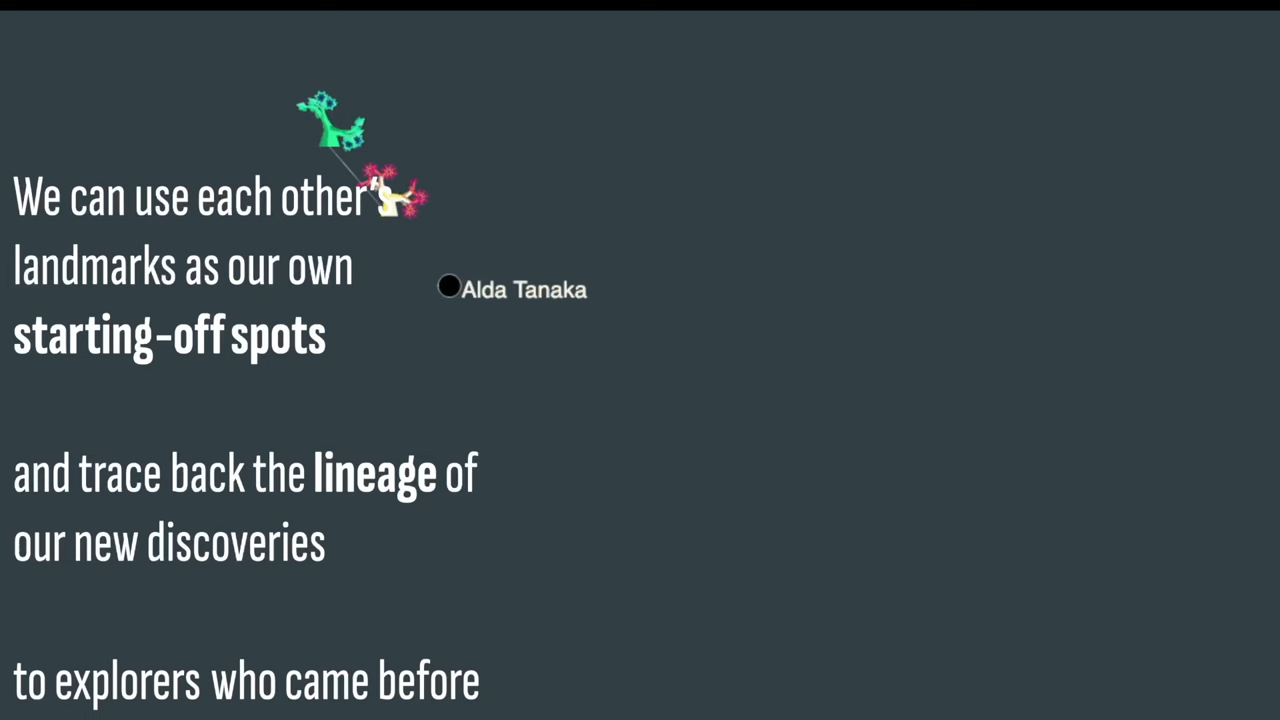 We can use each other's
landmarks as our own
Alda Tanaka
starting-off spots
and trace back the lineage of
our new discoveries
to explorers who came before